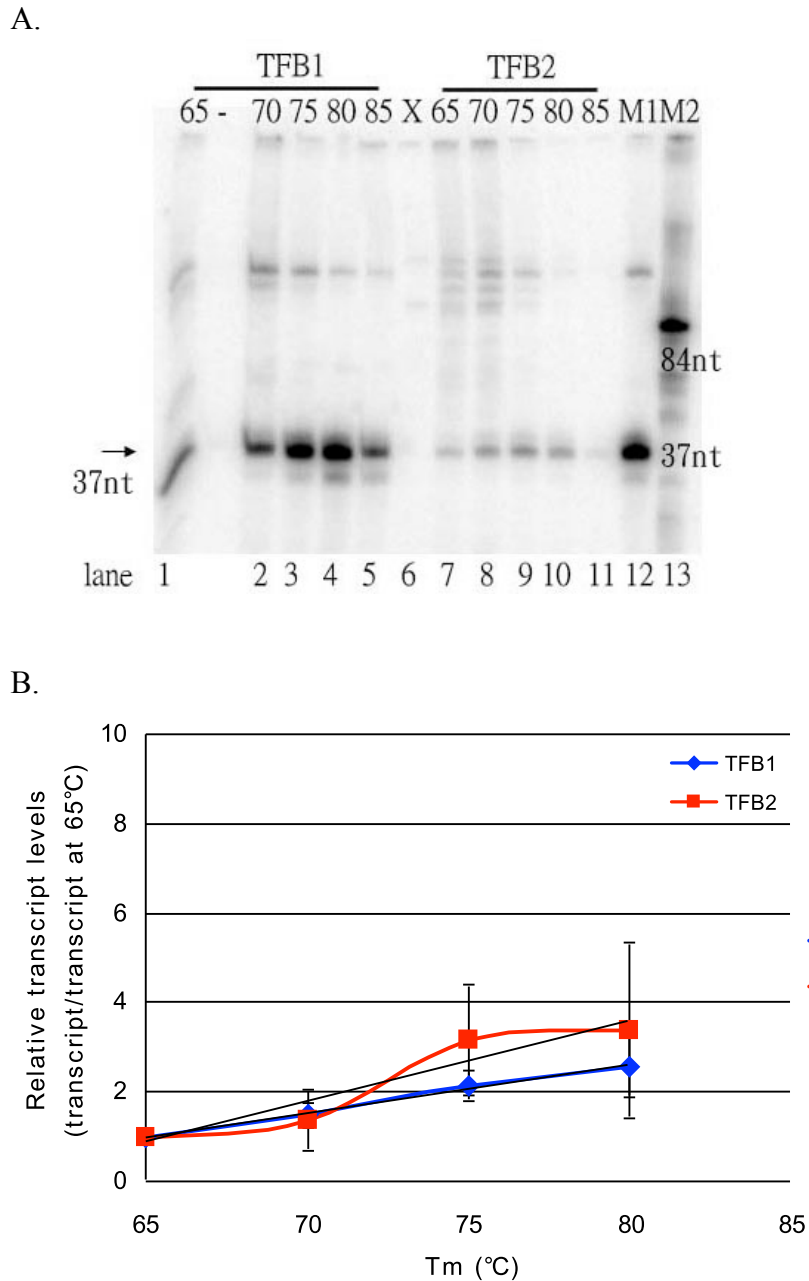 A.
TFB1 TFB2
65 - 70 75 80 85 X 65 70 75 80 85 M1 M2
84nt
37nt
37nt
lane 1 2 3 4 5 6 7 8 9 10 11 12 13
B.
Relative transcript levels
(transcript/transcript at 65℃)
10
8
6
4
2
0
TFB1
TFB2
65 70 75 80 85
Tm (℃)